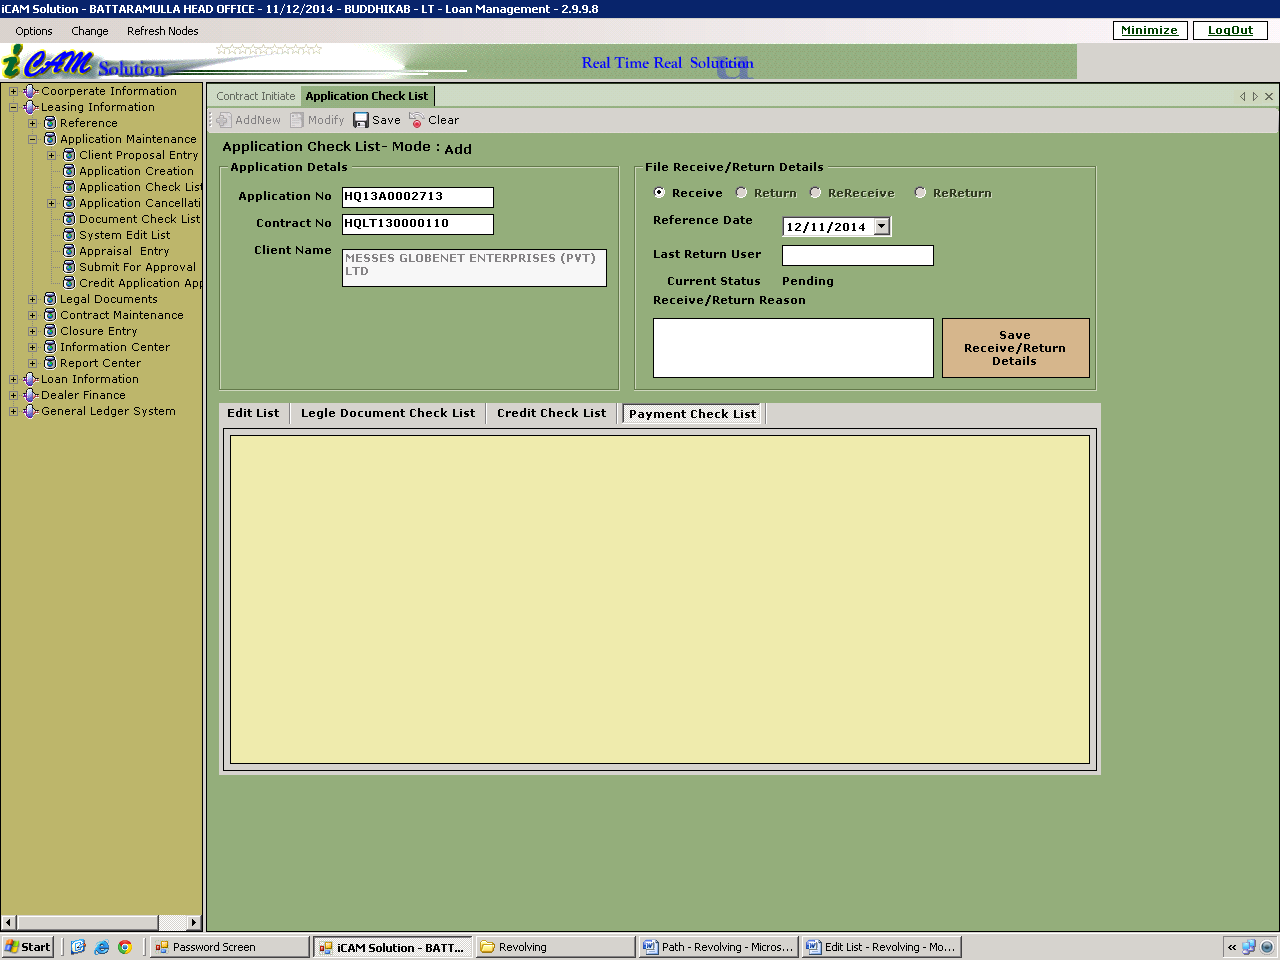 iCAM Solution - BATTARAMULLA HEAD OFFICE - 11/12/2014 - BUDDHIKAB - LT - Loan Management - 2.9.9.8
Options Change Refresh Nodes Minimize LogOut
iCAM Solution Real Time Real Solutition
Coorperate Information
Leasing Information
Reference
Application Maintenance
Client Proposal Entry
Application Creation
Application Check List
Application Cancellati
Document Check List
System Edit List
Appraisal Entry
Submit For Approval
Credit Application App
Legal Documents
Contract Maintenance
Closure Entry
Information Center
Report Center
Loan Information
Dealer Finance
General Ledger System
Contract Initiate Application Check List
AddNew Modify Save Clear
Application Check List- Mode : Add
Application Detals
Application No HQ13A0002713
Contract No HQLT130000110
Client Name MESSES GLOBENET ENTERPRISES (PVT)
LTD
File Receive/Return Details
Receive Return ReReceive ReReturn
Reference Date 12/11/2014
Last Return User
Current Status Pending
Receive/Return Reason
Save
Receive/Return
Details
Edit List Legle Document Check List Credit Check List Payment Check List
Start Password Screen iCAM Solution - BATT... Revolving Path - Revolving - Micros... Edit List - Revolving - Mo... «